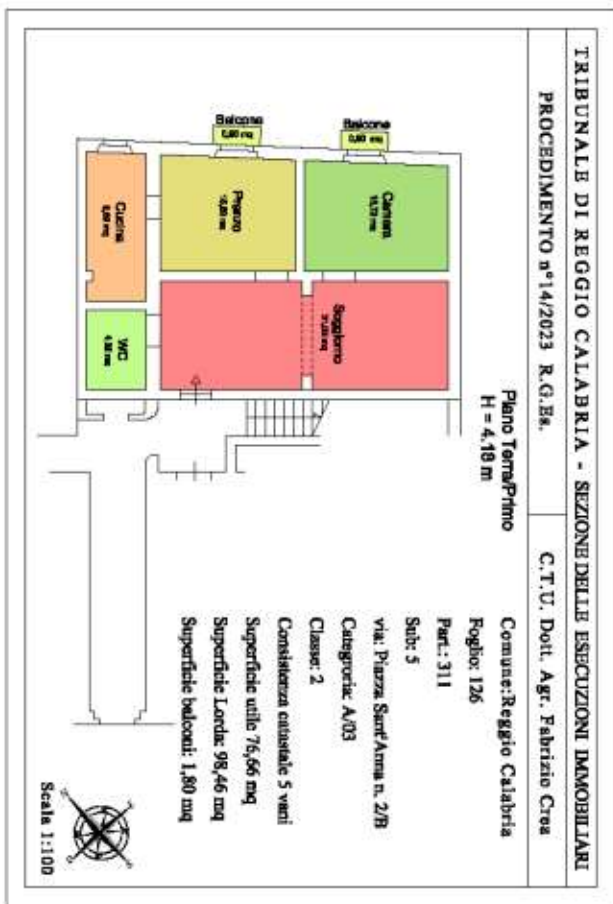 TRIBUNALE DI REGGIO CALABRIA - SEZIONE DELLE ESECUZIONI IMMOBILIARI
PROCEDIMENTO n°14/2023 R.G.Es.
C.T.U. Dott. Agr. Fabrizio Crea
Piano Terra/Primo
H = 4.18 m
Comune:Reggio Calabria
Foglio: 126
Part.: 311
Sub: 5
via: Piazza Sant'Anna n. 2/B
Categroria: A/03
Classe: 2
Consistenza catastale 5 vani
Superficie utile 76,66 mq
Superficie Lorda: 98,46 mq
Superficie balconi: 1,80 mq
Balcone
Balcone
Camera
Pranzo
Cucina
Soggiorno
WC
Scala 1:100